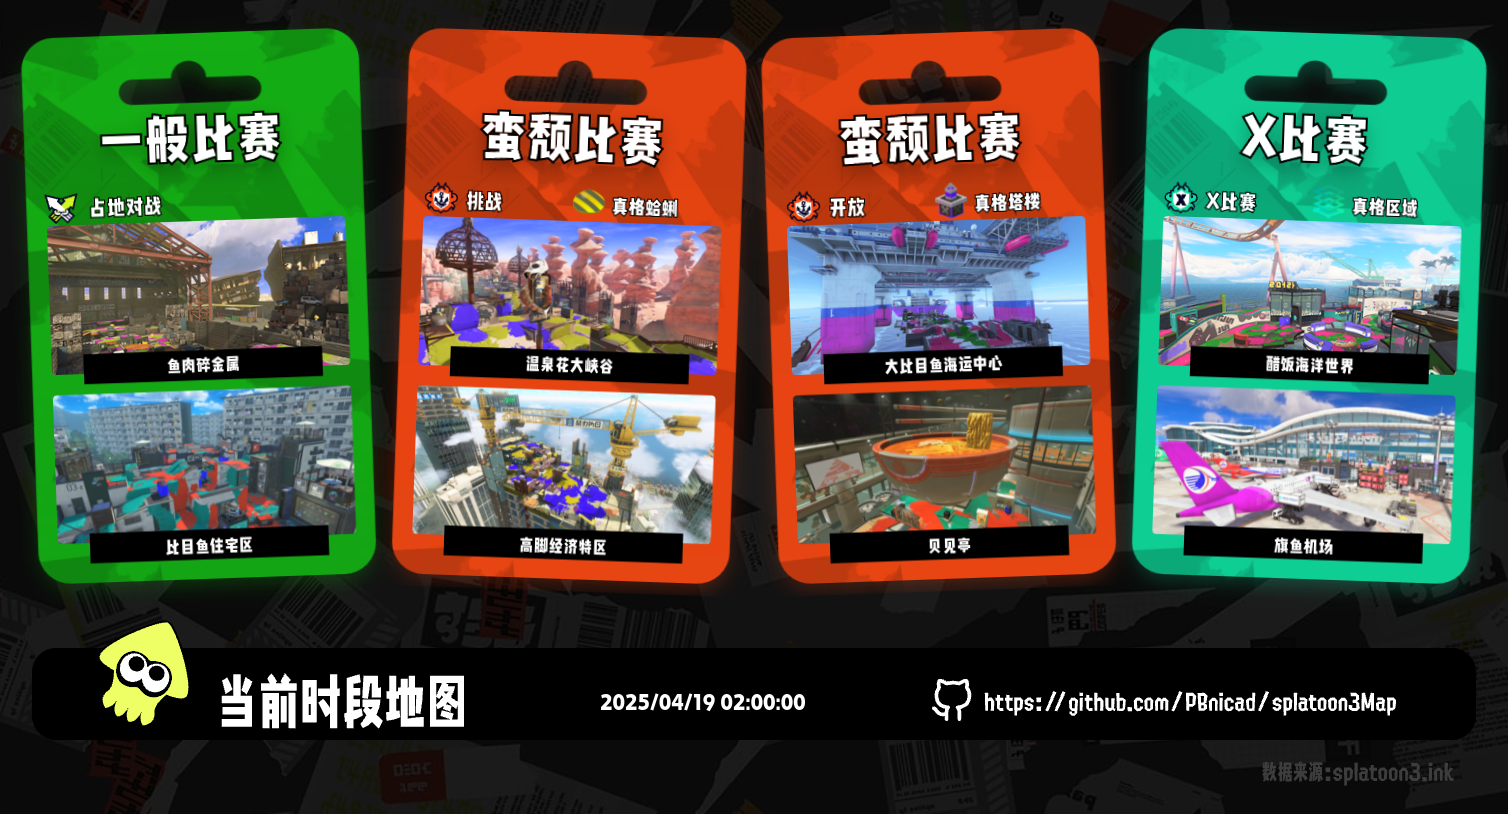 一般比赛
占地对战
鱼肉碎金属
比目鱼住宅区
蛮颓比赛
挑战
真格蛤蜊
温泉花大峡谷
高脚经济特区
蛮颓比赛
开放
真格塔楼
大比目鱼海运中心
贝见亭
X比赛
X比赛
真格区域
醋饭海洋世界
旗鱼机场
当前时段地图
2025/04/19 02:00:00
https://github.com/PBnicad/splatoon3Map
数据来源:splatoon3.ink